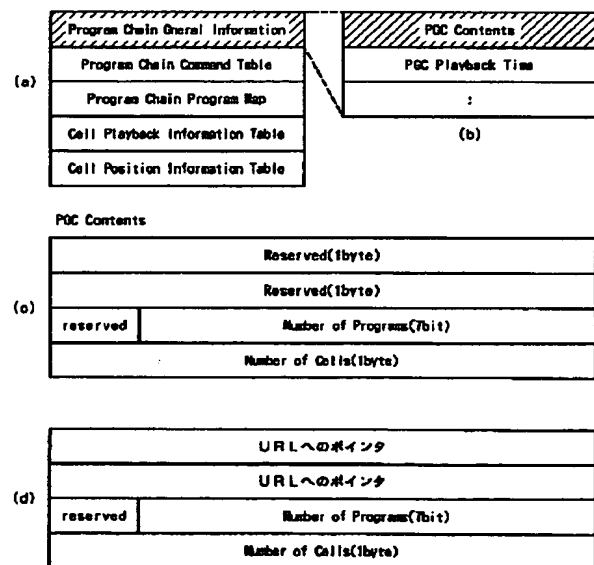 Program Chain Gneral Information
PGC Contents
(a)
Program Chain Command Table
PGC Playback Time
Program Chain Program Map
:
Cell Playback Information Table
(b)
Cell Position Information Table
PGC Contents
Reserved(1byte)
Reserved(1byte)
(c)
reserved
Number of Programs(7bit)
Number of Cells(1byte)
URLへのポインタ
URLへのポインタ
(d)
reserved
Number of Programs(7bit)
Number of Cells(1byte)